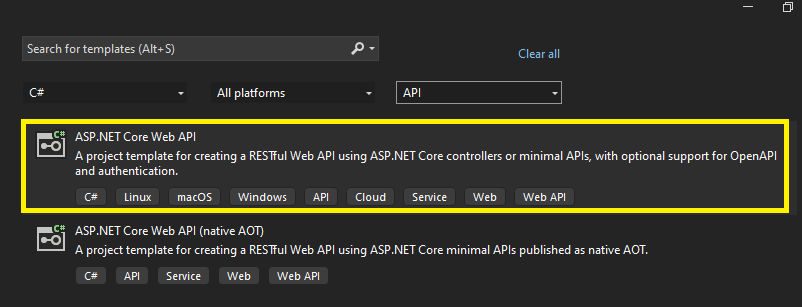 Search for templates (Alt+S)
Clear all
C# All platforms API
C#
ASP.NET Core Web API
A project template for creating a RESTful Web API using ASP.NET Core controllers or minimal APIs, with optional support for OpenAPI
and authentication.
C# Linux macOS Windows API Cloud Service Web Web API
C#
ASP.NET Core Web API (native AOT)
A project template for creating a RESTful Web API using ASP.NET Core minimal APIs published as native AOT.
C# API Service Web Web API